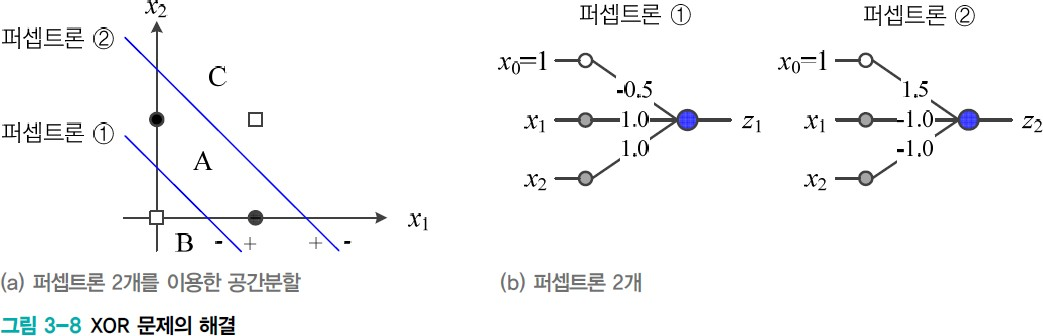 x2
퍼셉트론 ②
C
퍼셉트론 ①
A
x1
B - + + -
(a) 퍼셉트론 2개를 이용한 공간분할
퍼셉트론 ①
x0=1
-0.5
x1
1.0
z1
1.0
x2
퍼셉트론 ②
x0=1
1.5
x1
-1.0
z2
-1.0
x2
(b) 퍼셉트론 2개
그림 3-8 XOR 문제의 해결